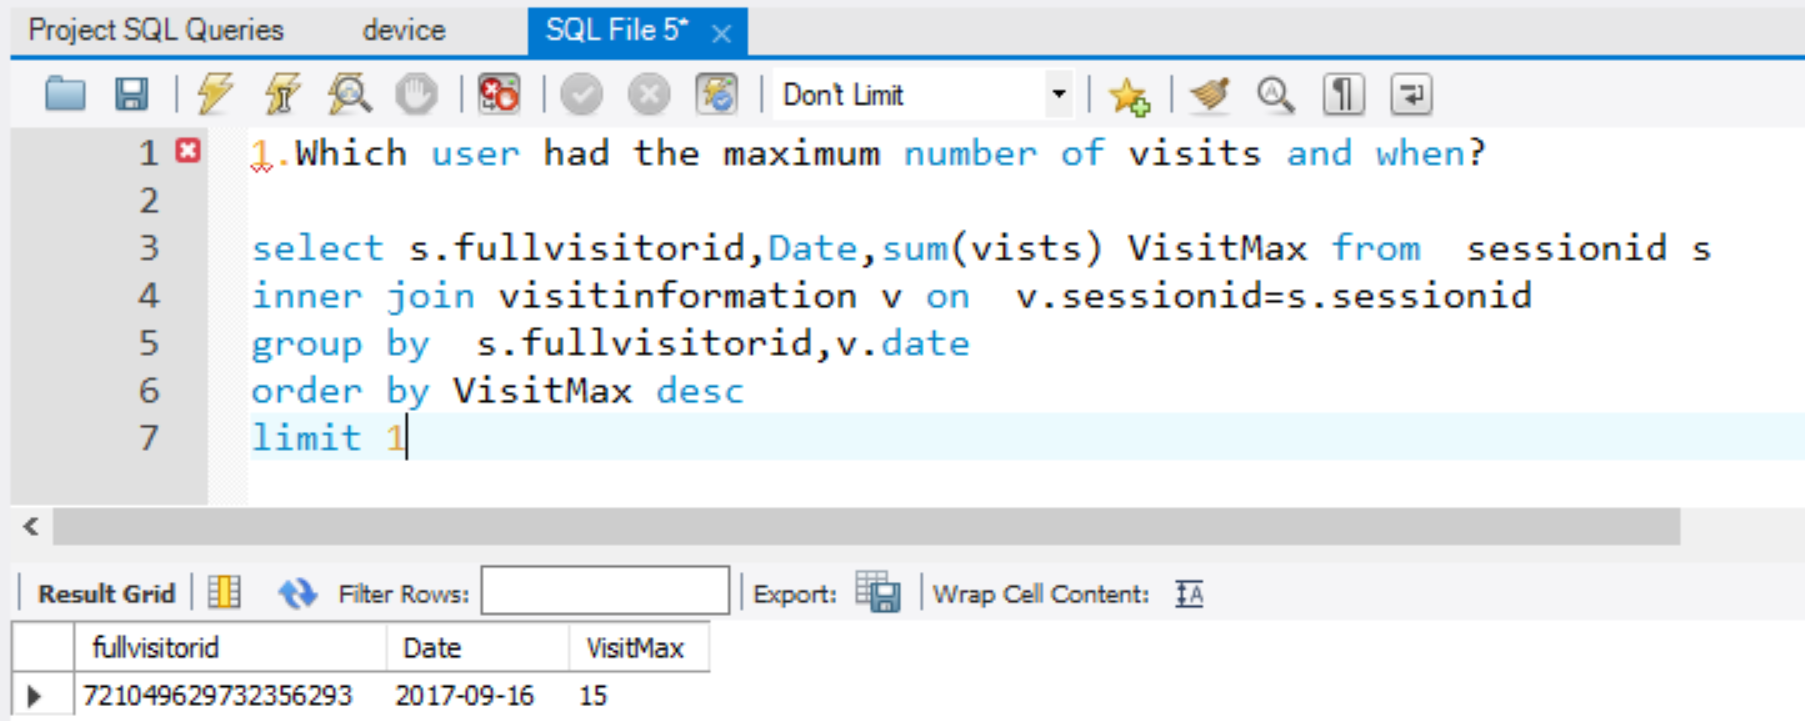 Project SQL Queries device SQL File 5*
Don't Limit
1 1.Which user had the maximum number of visits and when?
2
3 select s.fullvisitorid,Date,sum(vists) VisitMax from  sessionid s
4 inner join visitinformation v on  v.sessionid=s.sessionid
5 group by  s.fullvisitorid,v.date
6 order by VisitMax desc
7 limit 1
Result Grid Filter Rows: Export: Wrap Cell Content:
fullvisitorid Date VisitMax
721049629732356293 2017-09-16 15